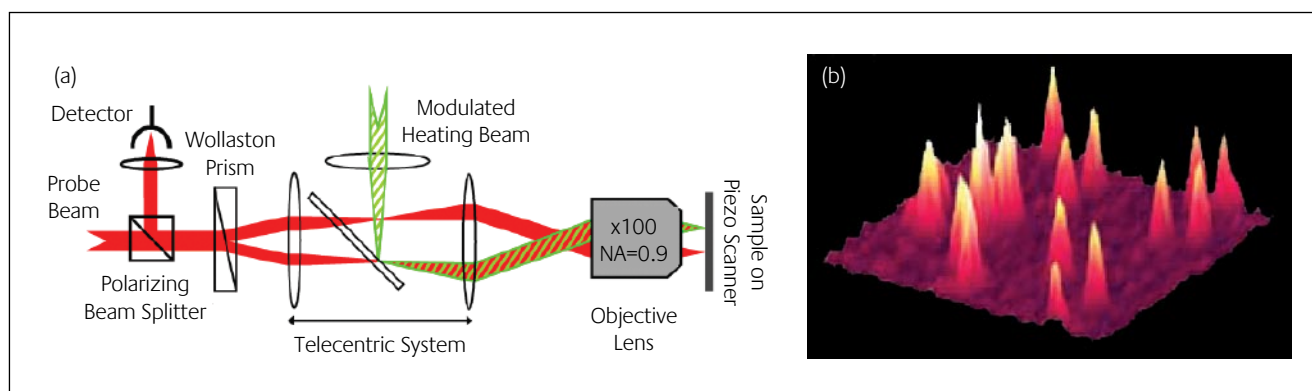 (a)
Detector
Wollaston
Prism
Modulated
Heating Beam
Probe
Beam
Polarizing
Beam Splitter
Telecentric System
x100
NA=0.9
Objective
Lens
Sample on
Piezo Scanner
(b)